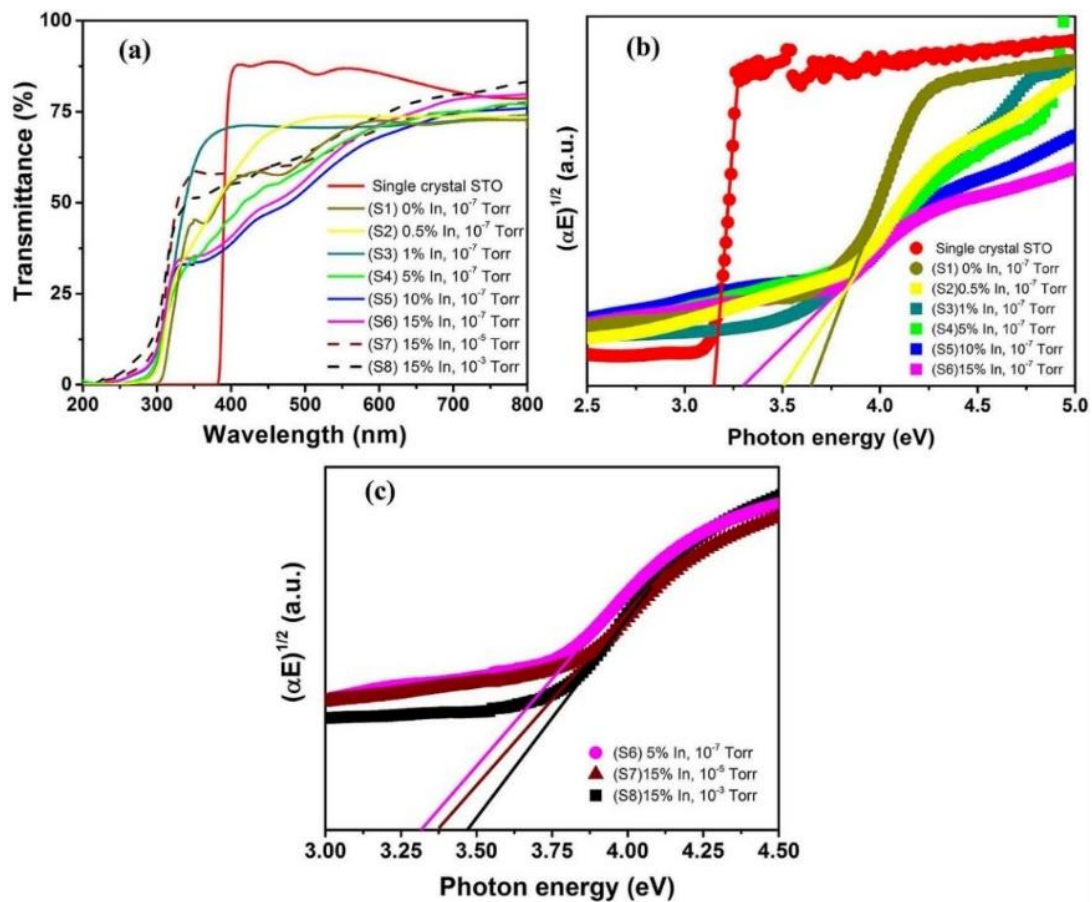 (a)
Transmittance (%)
100
75
50
25
0
Single crystal STO
(S1) 0% In, 10⁻⁷ Torr
(S2) 0.5% In, 10⁻⁷ Torr
(S3) 1% In, 10⁻⁷ Torr
(S4) 5% In, 10⁻⁷ Torr
(S5) 10% In, 10⁻⁷ Torr
(S6) 15% In, 10⁻⁷ Torr
(S7) 15% In, 10⁻⁵ Torr
(S8) 15% In, 10⁻³ Torr
200 300 400 500 600 700 800
Wavelength (nm)
(b)
(αE)¹/² (a.u.)
Single crystal STO
(S1) 0% In, 10⁻⁷ Torr
(S2)0.5% In, 10⁻⁷ Torr
(S3)1% In, 10⁻⁷ Torr
(S4)5% In, 10⁻⁷ Torr
(S5)10% In, 10⁻⁷ Torr
(S6)15% In, 10⁻⁷ Torr
2.5 3.0 3.5 4.0 4.5 5.0
Photon energy (eV)
(c)
(αE)¹/² (a.u.)
(S6) 5% In, 10⁻⁷ Torr
(S7)15% In, 10⁻⁵ Torr
(S8)15% In, 10⁻³ Torr
3.00 3.25 3.50 3.75 4.00 4.25 4.50
Photon energy (eV)